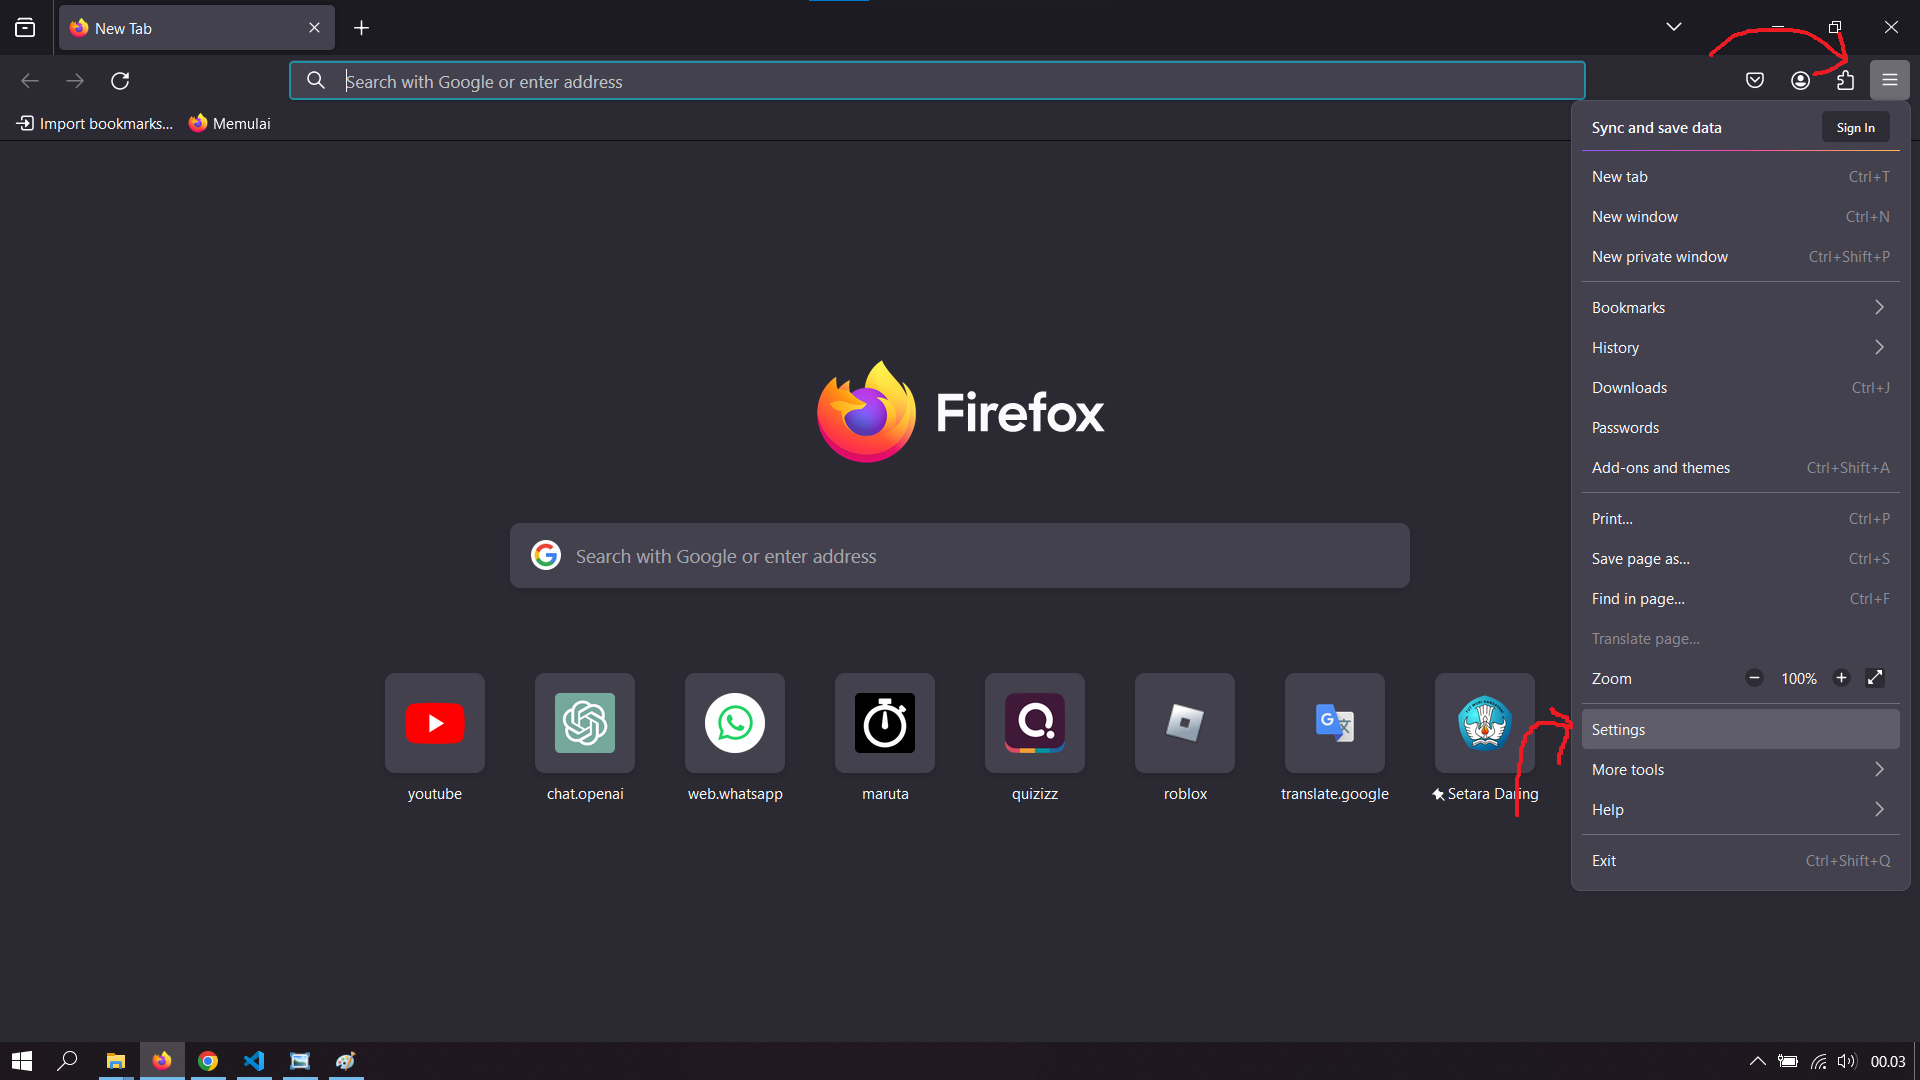 New Tab
Search with Google or enter address
Import bookmarks...
Memulai
Sync and save data
Sign In
New tab Ctrl+T
New window Ctrl+N
New private window Ctrl+Shift+P
Bookmarks
History
Downloads Ctrl+J
Passwords
Add-ons and themes Ctrl+Shift+A
Print... Ctrl+P
Save page as... Ctrl+S
Find in page... Ctrl+F
Translate page...
Zoom 100%
Settings
More tools
Help
Exit Ctrl+Shift+Q
Firefox
Search with Google or enter address
youtube
chat.openai
web.whatsapp
maruta
quizizz
roblox
translate.google
Setara Daring
00.03